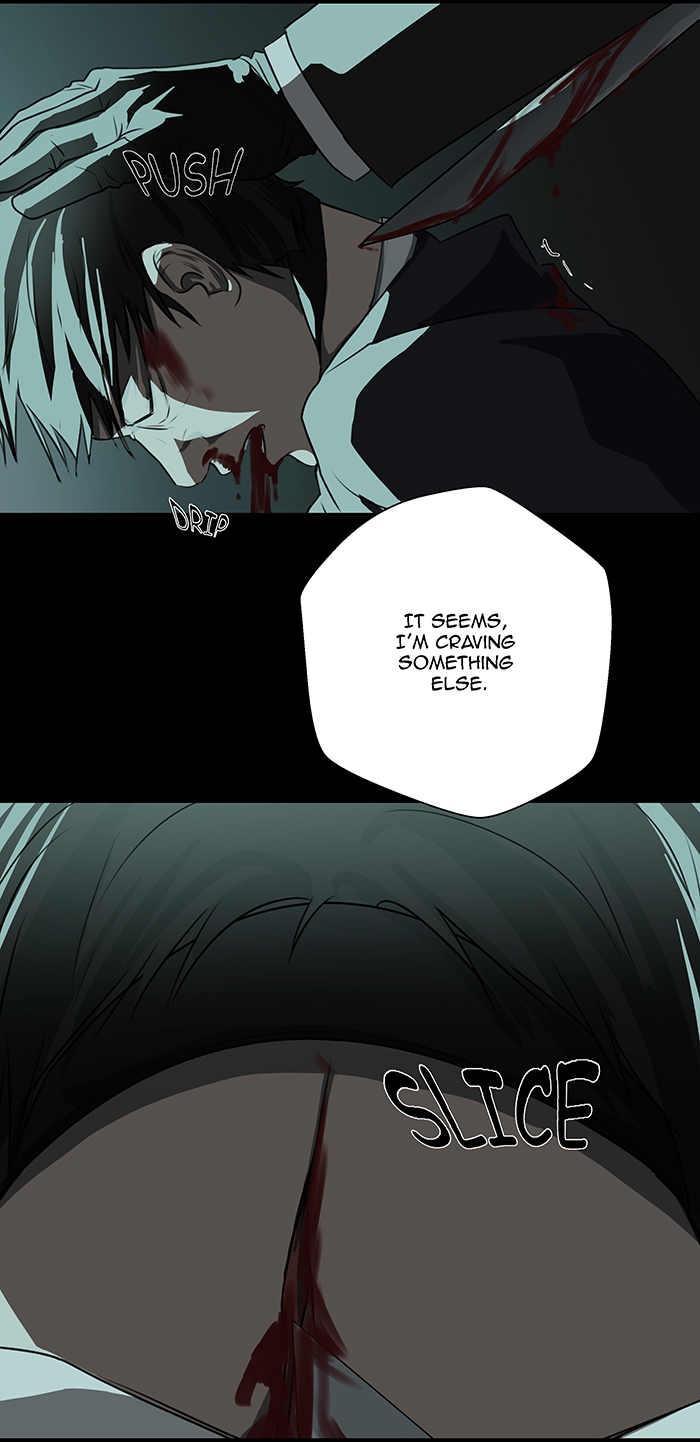 PUSH
DRIP
IT SEEMS,
I'M CRAVING
SOMETHING
ELSE.
SLICE